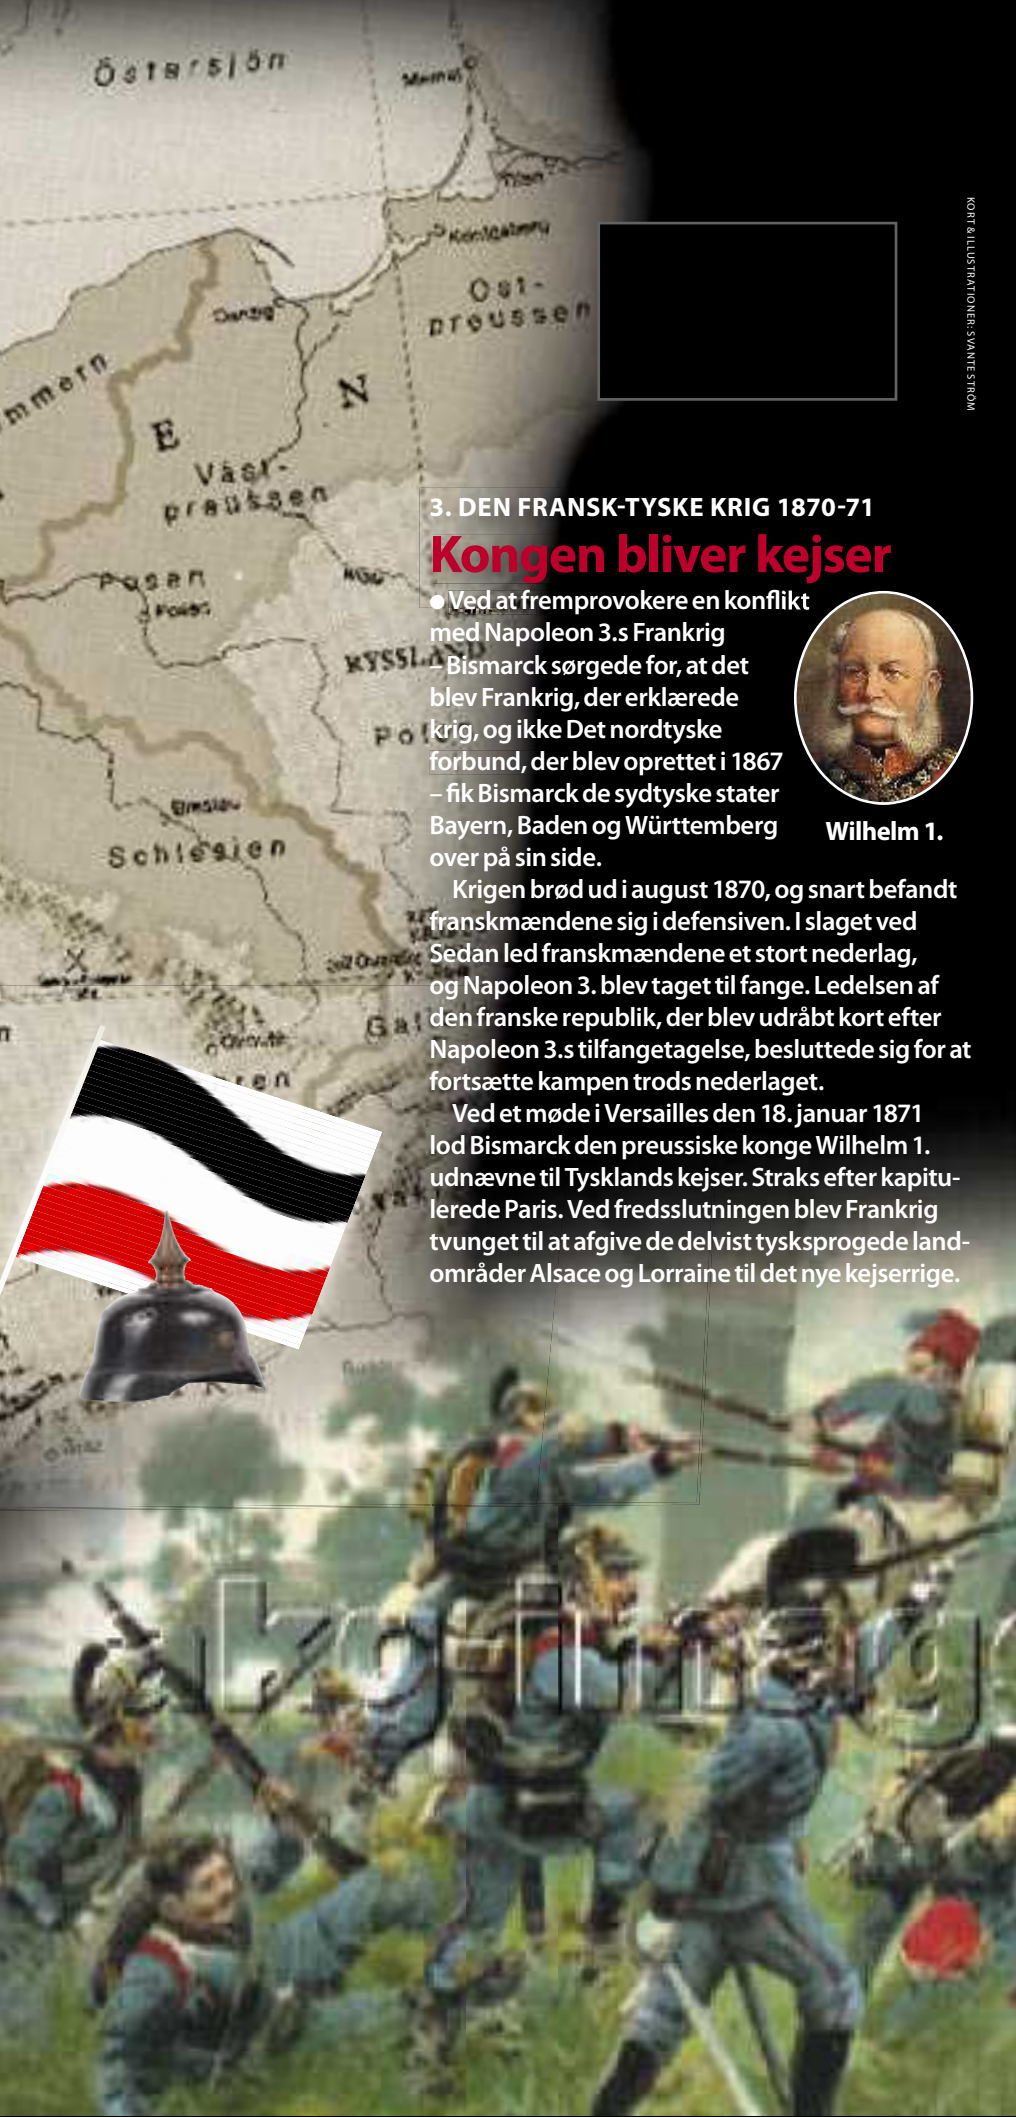 Östersjön
Memel
Tilsit
Königsberg
Ost-
preussen
Danzig
mmern
E N
Väst-
preussen
Posen
Posen
RYSSLAND
Pol
Breslau
Schlesien
Gal
ren
KORT & ILLUSTRATIONER: SVANTE STRÖM
3. DEN FRANSK-TYSKE KRIG 1870-71
Kongen bliver kejser
● Ved at fremprovokere en konflikt
med Napoleon 3.s Frankrig
– Bismarck sørgede for, at det
blev Frankrig, der erklærede
krig, og ikke Det nordtyske
forbund, der blev oprettet i 1867
– fik Bismarck de sydtyske stater
Bayern, Baden og Württemberg
over på sin side.
Wilhelm 1.
Krigen brød ud i august 1870, og snart befandt
franskmændene sig i defensiven. I slaget ved
Sedan led franskmændene et stort nederlag,
og Napoleon 3. blev taget til fange. Ledelsen af
den franske republik, der blev udråbt kort efter
Napoleon 3.s tilfangetagelse, besluttede sig for at
fortsætte kampen trods nederlaget.
Ved et møde i Versailles den 18. januar 1871
lod Bismarck den preussiske konge Wilhelm 1.
udnævne til Tysklands kejser. Straks efter kapitu-
lerede Paris. Ved fredsslutningen blev Frankrig
tvunget til at afgive de delvist tysksprogede land-
områder Alsace og Lorraine til det nye kejserrige.